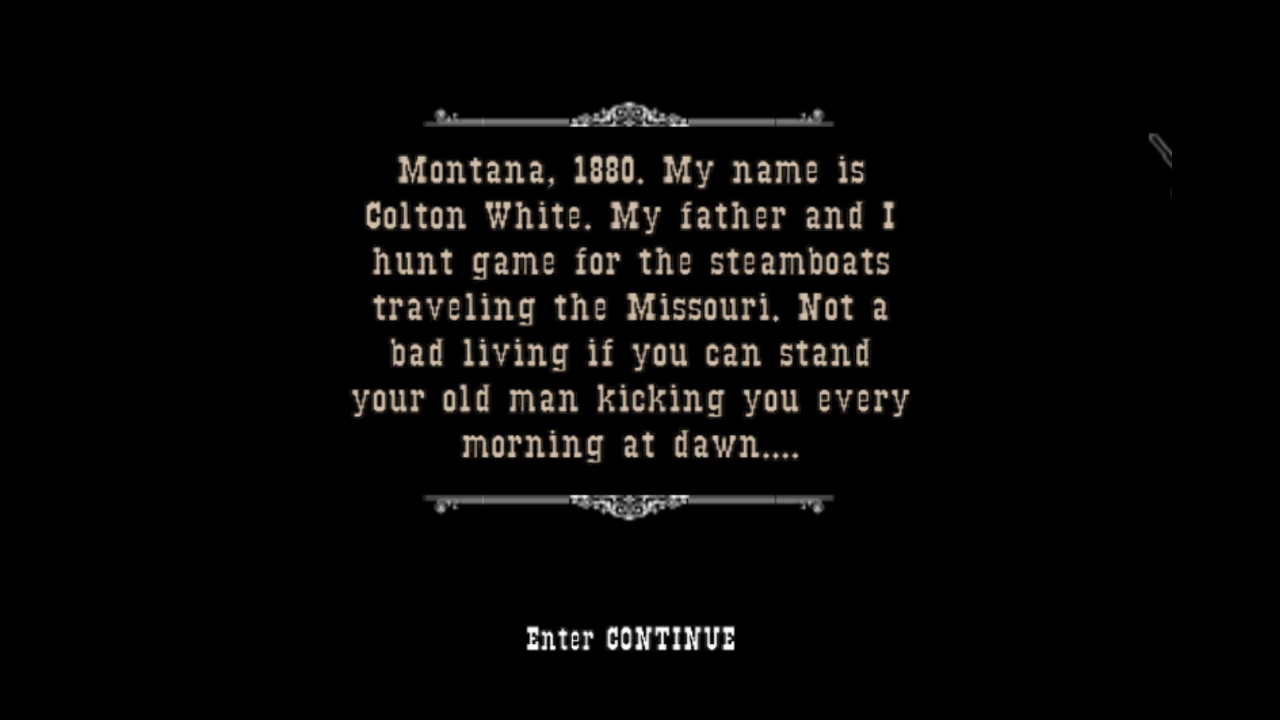 Montana, 1880. My name is
Colton White. My father and I
hunt game for the steamboats
traveling the Missouri. Not a
bad living if you can stand
your old man kicking you every
morning at dawn....
Enter CONTINUE